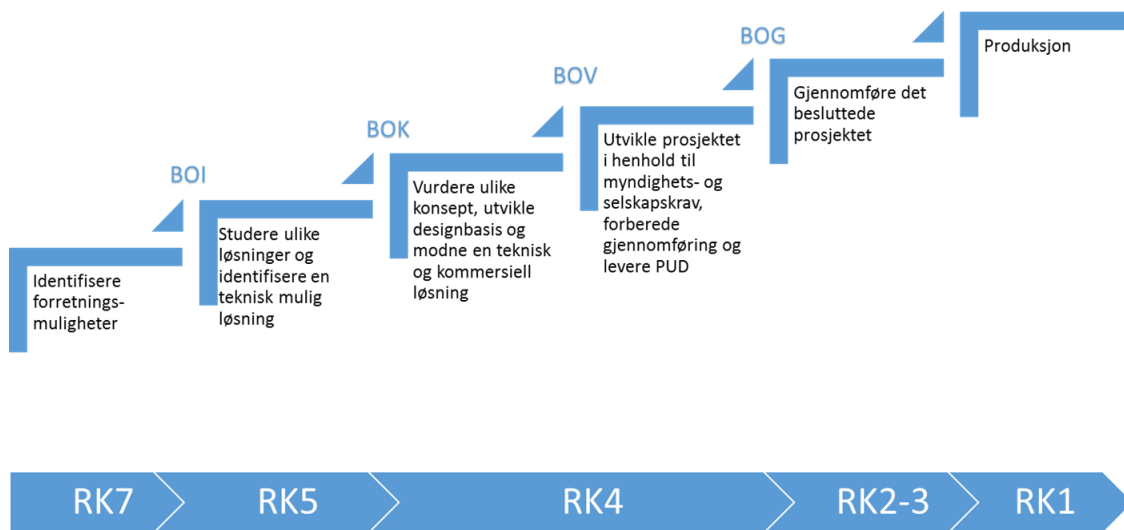 Identifisere
forretnings-
muligheter
BOI
Studere ulike
løsninger og
identifisere en
teknisk mulig
løsning
BOK
Vurdere ulike
konsept, utvikle
designbasis og
modne en teknisk
og kommersiell
løsning
BOV
Utvikle prosjektet
i henhold til
myndighets- og
selskapskrav,
forberede
gjennomføring og
levere PUD
BOG
Gjennomføre det
besluttede
prosjektet
Produksjon
RK7
RK5
RK4
RK2-3
RK1